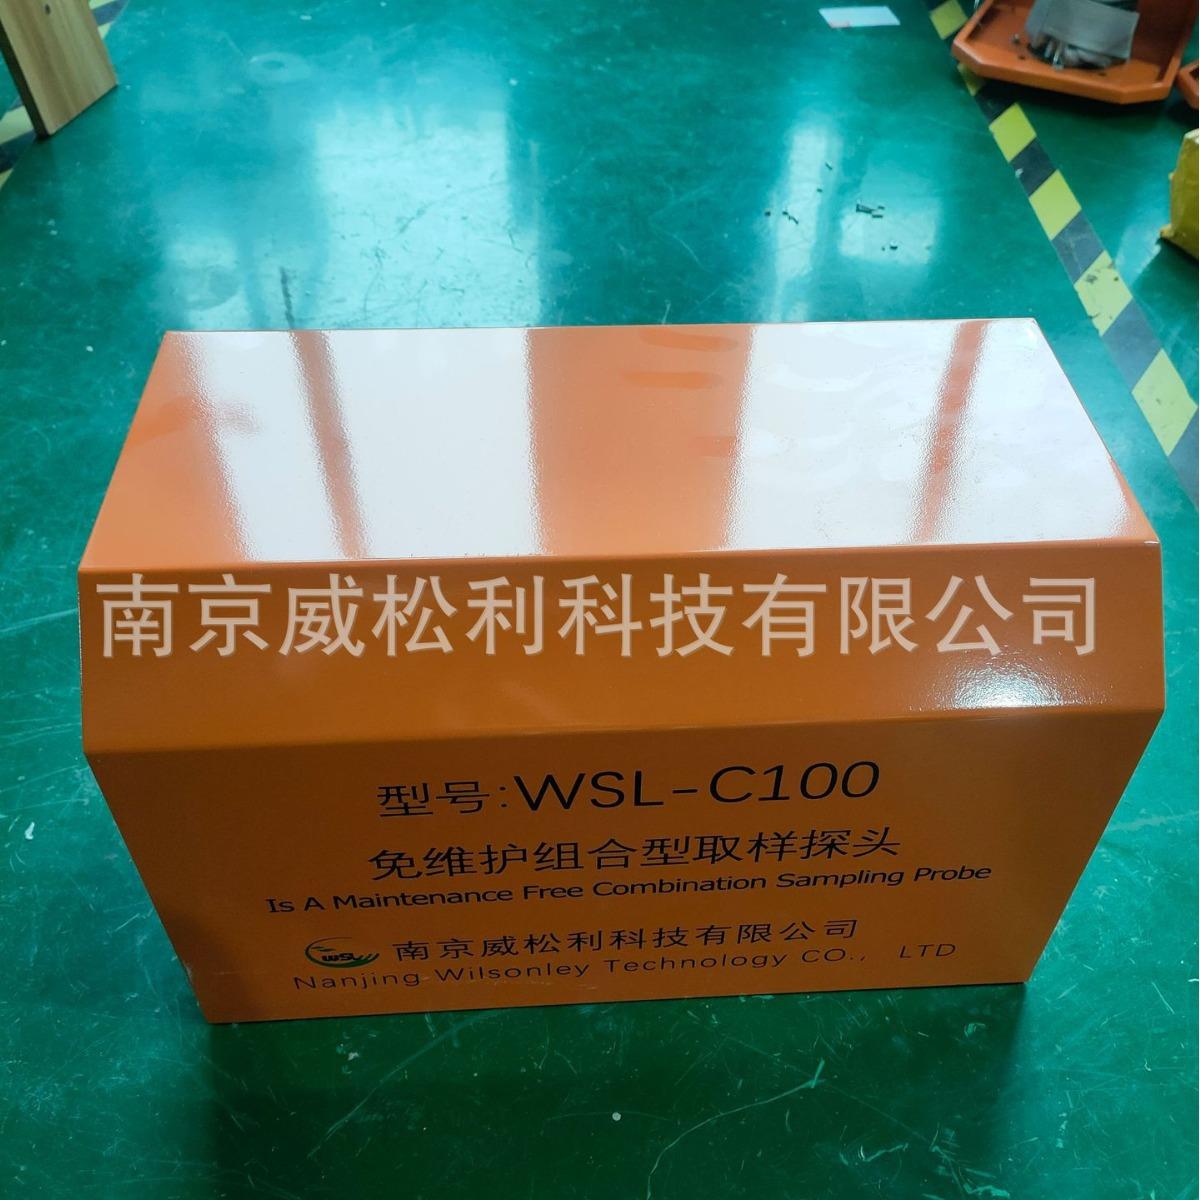 南京威松利科技有限公司
型号:WSL-C100
免维护组合型取样探头
Is A Maintenance Free Combination Sampling Probe
WSL 南京威松利科技有限公司
Nanjing Wilsonley Technology CO., LTD